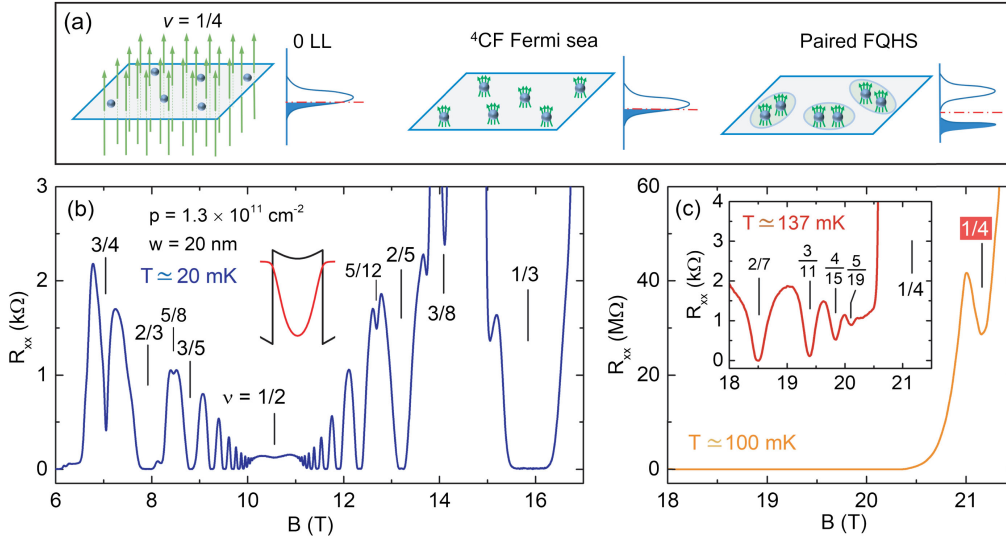 (a)
ν = 1/4
0 LL
⁴CF Fermi sea
Paired FQHS
(b)
p = 1.3 × 10¹¹ cm⁻²
w = 20 nm
T ≃ 20 mK
3/4
2/3
5/8
3/5
ν = 1/2
5/12
2/5
3/8
1/3
3
2
1
0
R_xx (kΩ)
6
8
10
12
14
16
B (T)
(c)
60
40
20
0
R_xx (MΩ)
1/4
T ≃ 100 mK
18
19
20
21
B (T)
T ≃ 137 mK
2/7
3/11
4/15
5/19
1/4
4
3
2
1
0
R_xx (kΩ)
18
19
20
21